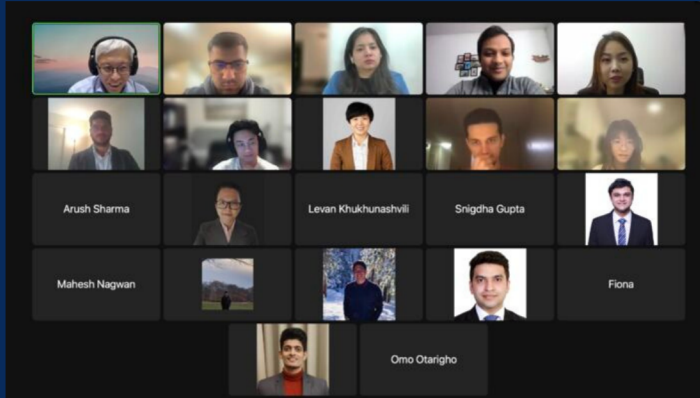 Arush Sharma
Levan Khukhunashvili
Snigdha Gupta
Mahesh Nagwan
Fiona
Omo Otarigho